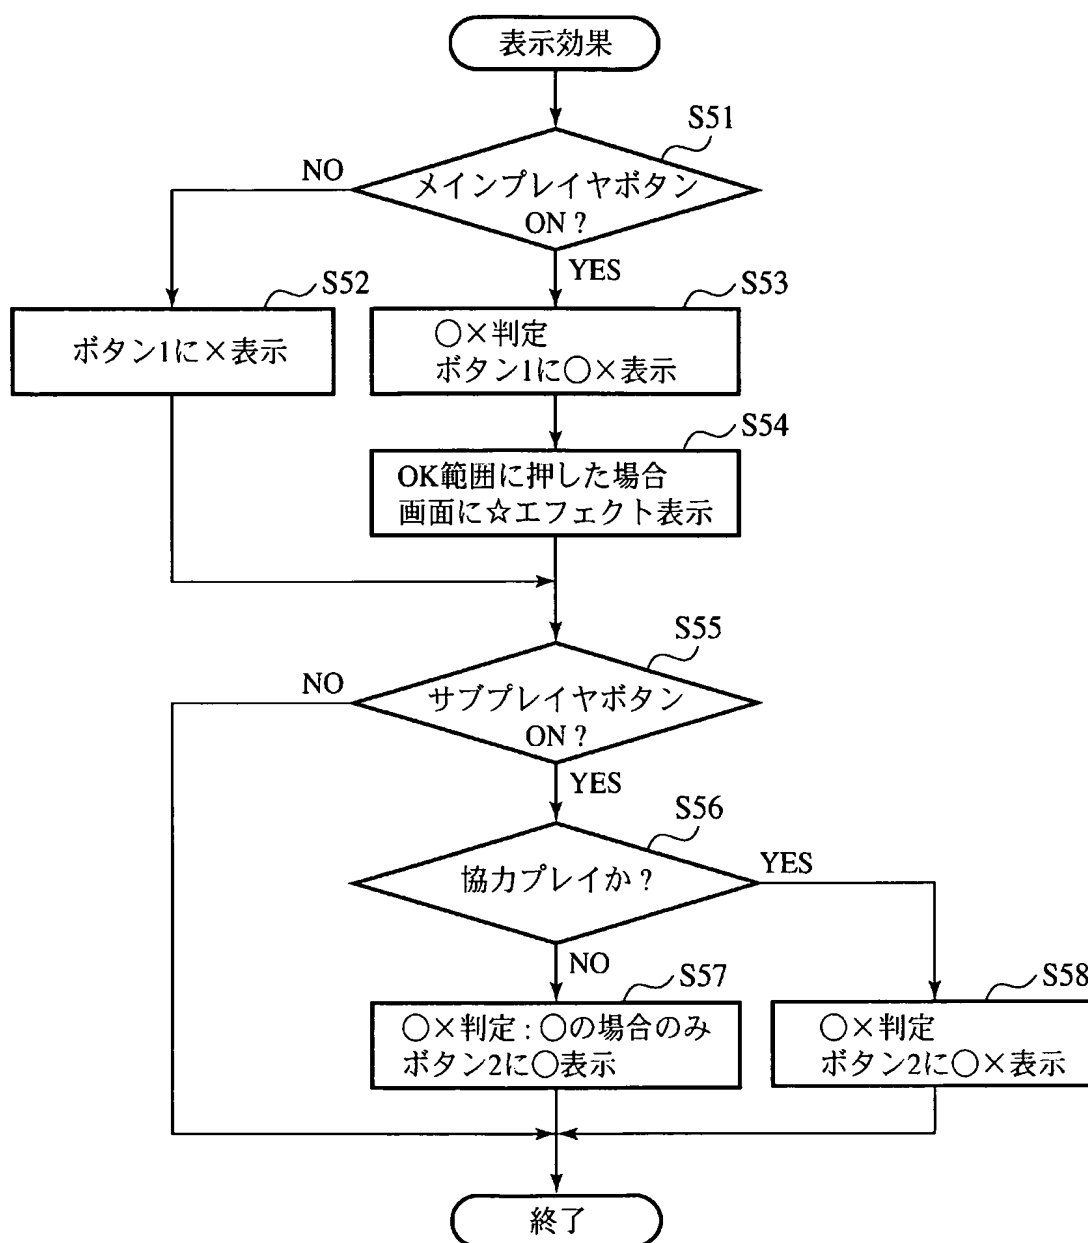 表示効果
S51
メインプレイヤボタン
ON?
NO
YES
S52
ボタン1に×表示
S53
○×判定
ボタン1に○×表示
S54
OK範囲に押した場合
画面に☆エフェクト表示
S55
サブプレイヤボタン
ON?
NO
YES
S56
協力プレイか?
YES
NO
S57
○×判定:○の場合のみ
ボタン2に○表示
S58
○×判定
ボタン2に○×表示
終了